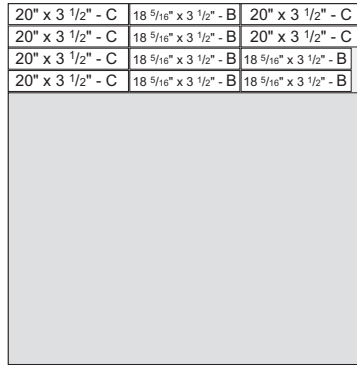 20" x 3 1/2" - C 18 5/16" x 3 1/2" - B 20" x 3 1/2" - C
20" x 3 1/2" - C 18 5/16" x 3 1/2" - B 20" x 3 1/2" - C
20" x 3 1/2" - C 18 5/16" x 3 1/2" - B 18 5/16" x 3 1/2" - B
20" x 3 1/2" - C 18 5/16" x 3 1/2" - B 18 5/16" x 3 1/2" - B